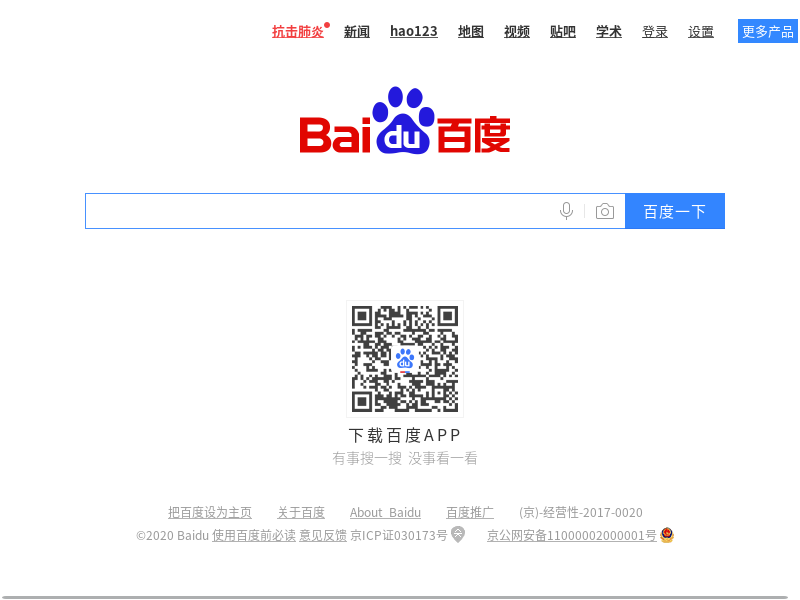 抗击肺炎 新闻 hao123 地图 视频 贴吧 学术 登录 设置 更多产品
Bai du 百度
百度一下
du
下载百度APP
有事搜一搜 没事看一看
把百度设为主页 关于百度 About Baidu 百度推广 (京)-经营性-2017-0020
©2020 Baidu 使用百度前必读 意见反馈 京ICP证030173号 京公网安备11000002000001号